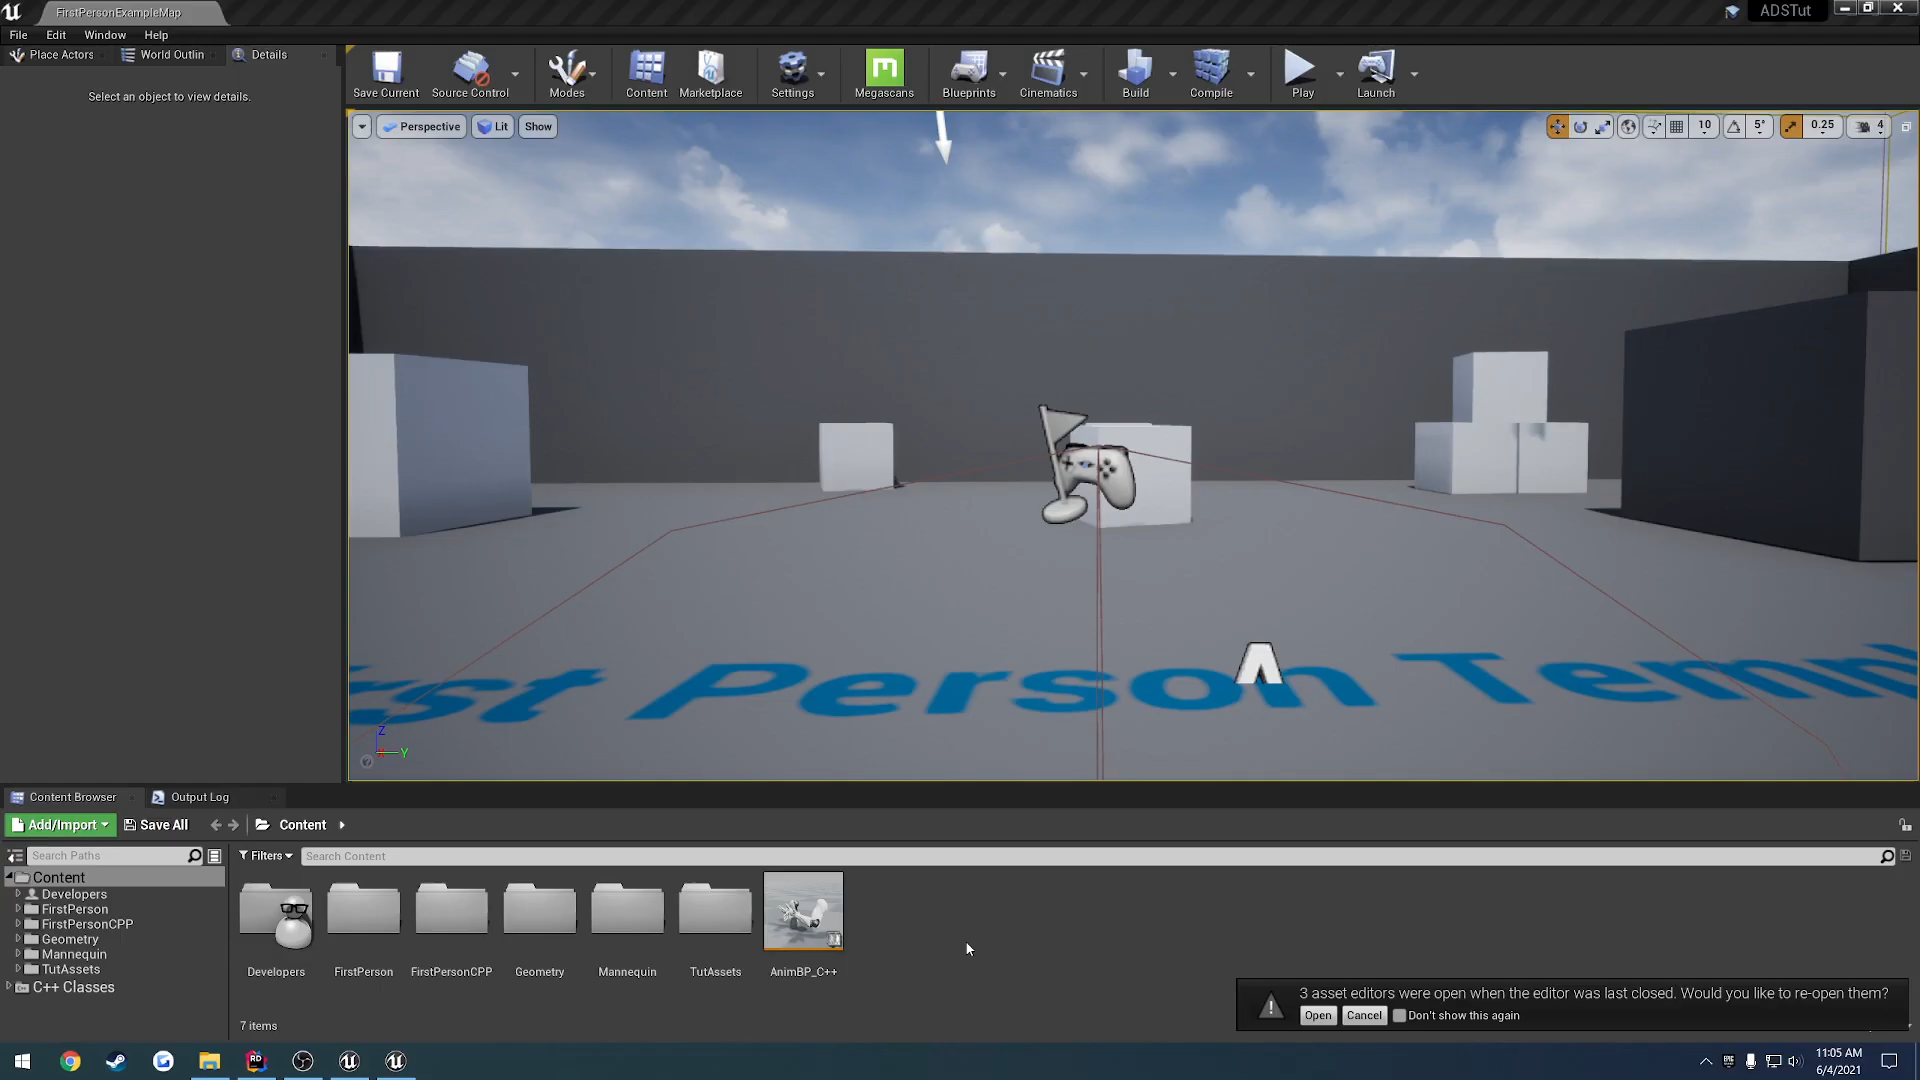 FirstPersonExampleMap
ADSTut
File Edit Window Help
Place Actors World Outlin Details
Select an object to view details.
Save Current Source Control Modes Content Marketplace Settings Megascans Blueprints Cinematics Build Compile Play Launch
Perspective Lit Show
10 5° 0.25 4
rst Person Temp
Z
Y
Content Browser Output Log
Add/Import Save All Content
Search Paths
Filters
Search Content
Content
Developers
FirstPerson
FirstPersonCPP
Geometry
Mannequin
TutAssets
C++ Classes
Developers FirstPerson FirstPersonCPP Geometry Mannequin TutAssets AnimBP_C++
7 items
3 asset editors were open when the editor was last closed. Would you like to re-open them?
Open Cancel Don't show this again
11:05 AM
6/4/2021